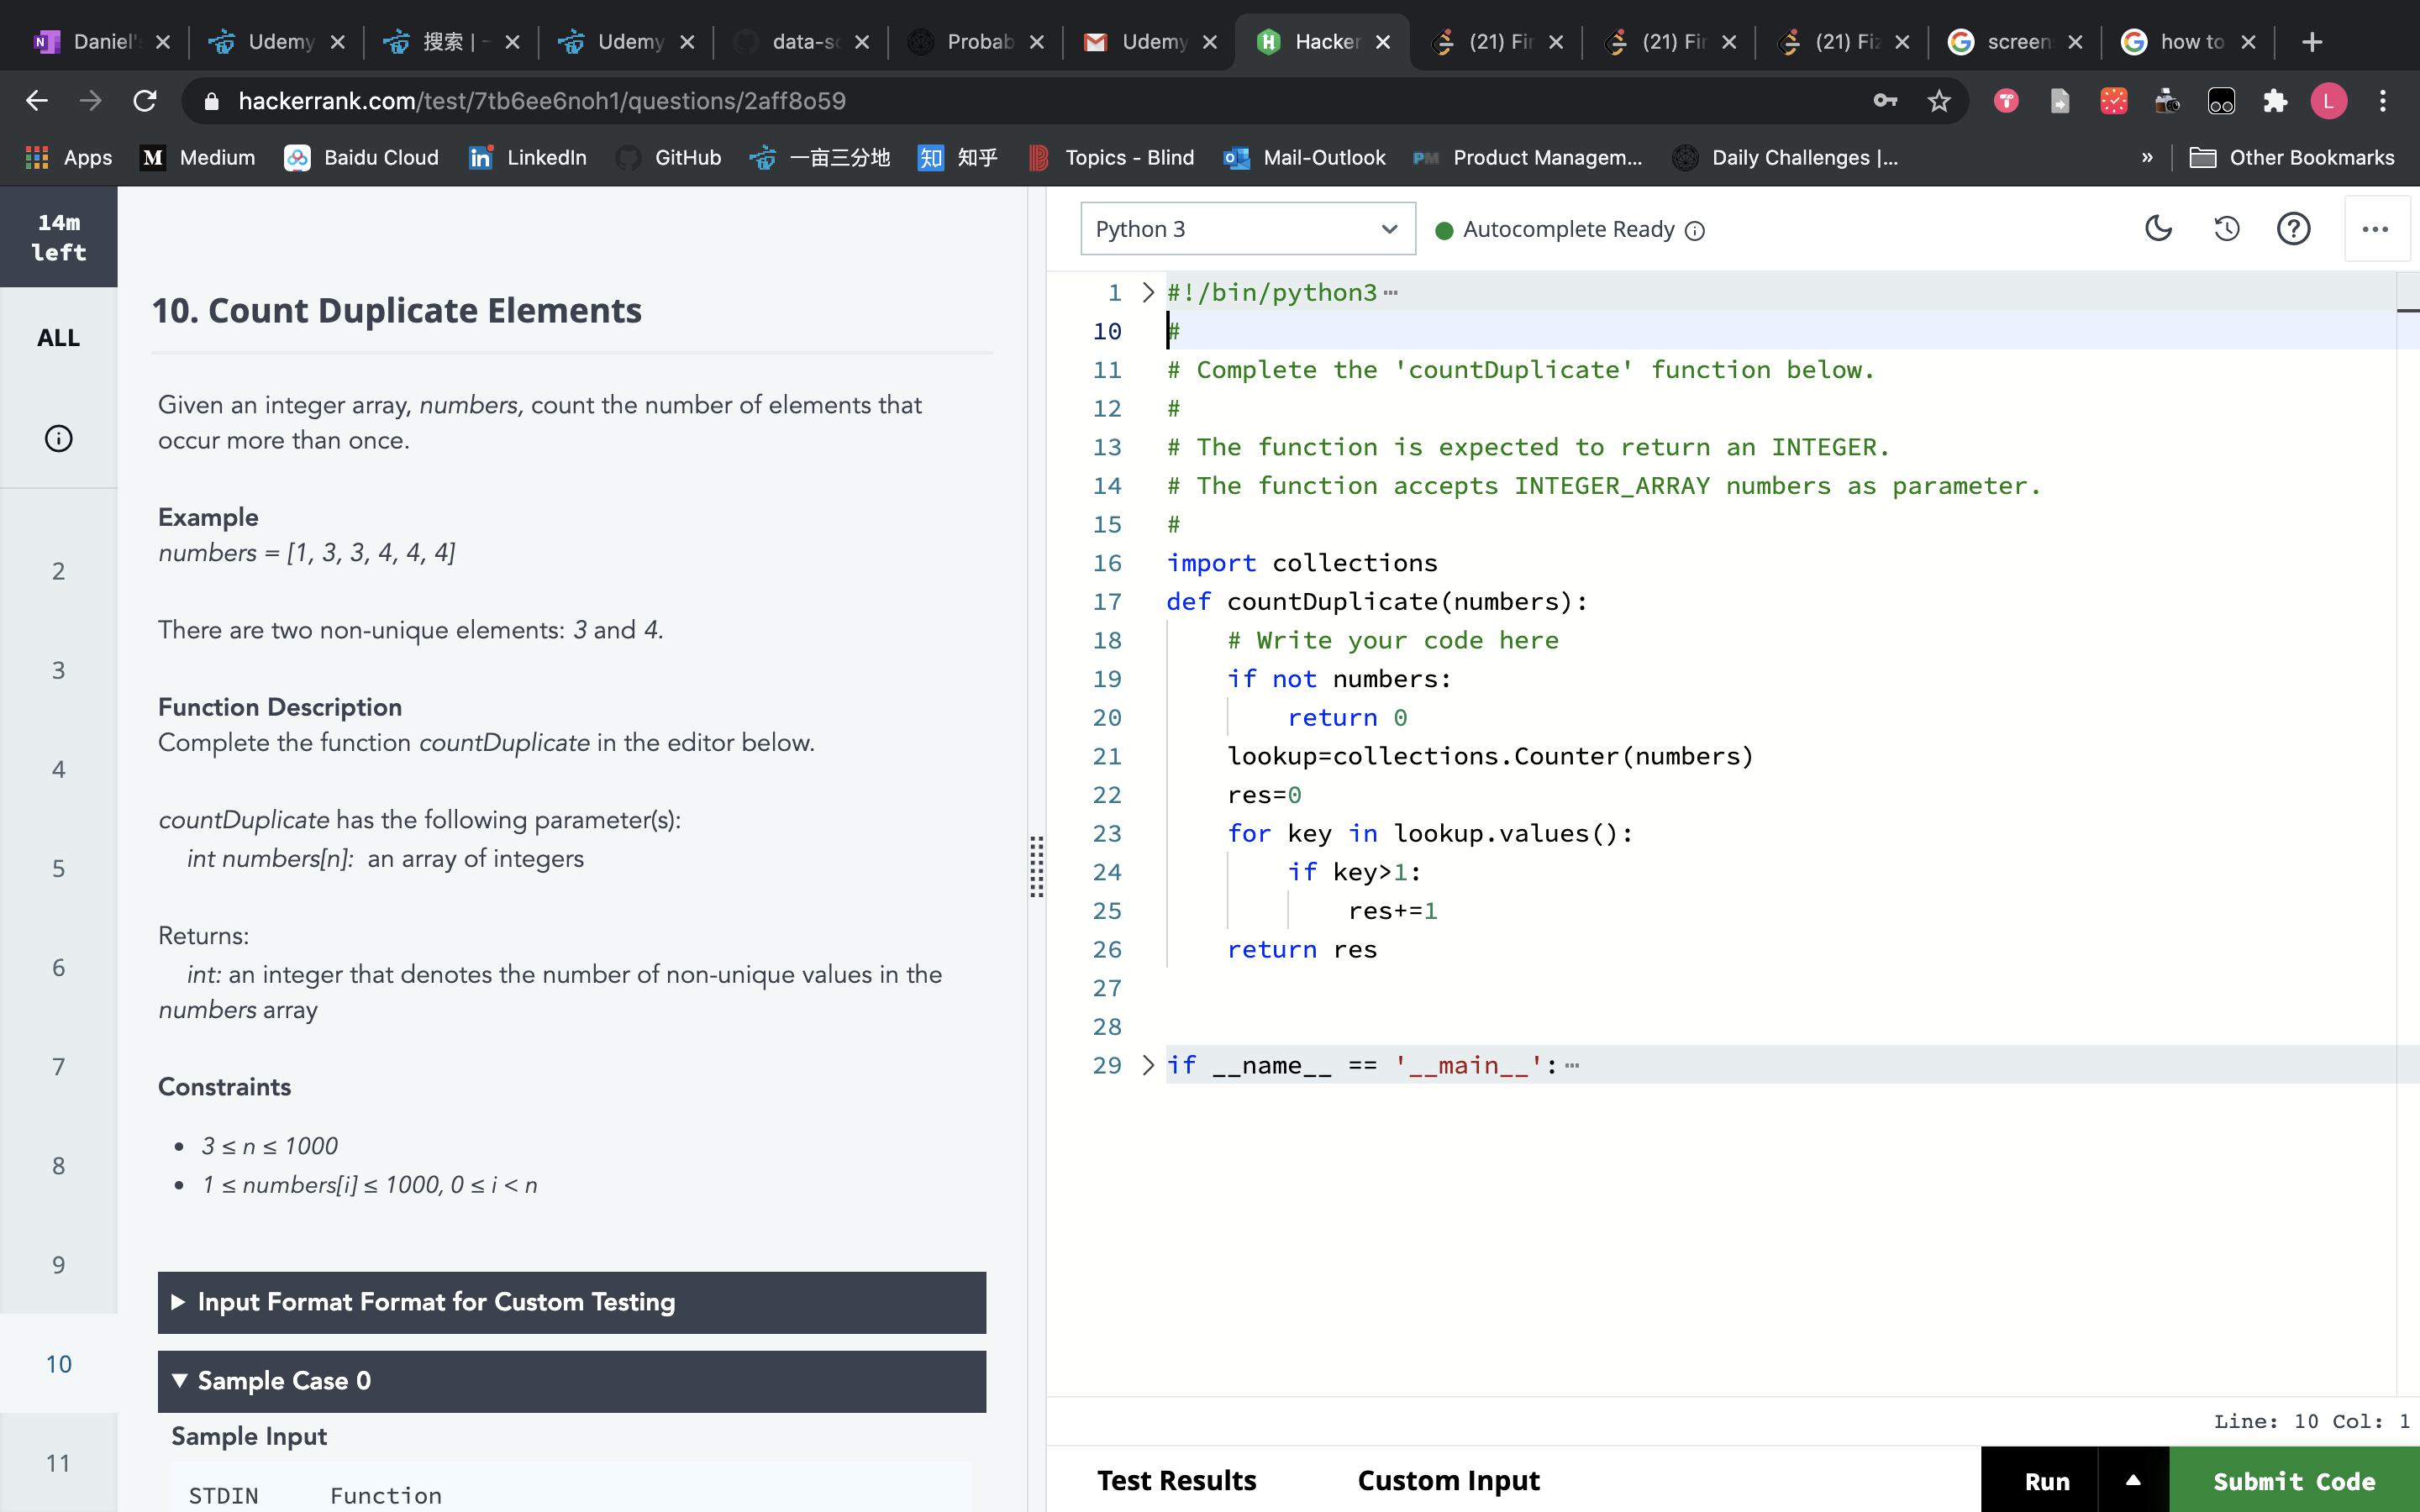 Daniel's
Udemy
搜索 | -
Udemy
data-sc
Probab
Udemy
Hacker
(21) Fin
(21) Fin
(21) Fiz
screen
how to
hackerrank.com/test/7tb6ee6noh1/questions/2aff8o59
L
Apps
Medium
Baidu Cloud
LinkedIn
GitHub
一亩三分地
知 知乎
Topics - Blind
Mail-Outlook
PM Product Managem...
Daily Challenges |...
»
Other Bookmarks
14m
left
ALL
2
3
4
5
6
7
8
9
10
11
10. Count Duplicate Elements
Given an integer array, numbers, count the number of elements that
occur more than once.
Example
numbers = [1, 3, 3, 4, 4, 4]
There are two non-unique elements: 3 and 4.
Function Description
Complete the function countDuplicate in the editor below.
countDuplicate has the following parameter(s):
int numbers[n]: an array of integers
Returns:
int: an integer that denotes the number of non-unique values in the
numbers array
Constraints
• 3 ≤ n ≤ 1000
• 1 ≤ numbers[i] ≤ 1000, 0 ≤ i < n
Input Format Format for Custom Testing
Sample Case 0
Sample Input
STDIN Function
Python 3
Autocomplete Ready
1 #!/bin/python3
10 #
11 # Complete the 'countDuplicate' function below.
12 #
13 # The function is expected to return an INTEGER.
14 # The function accepts INTEGER_ARRAY numbers as parameter.
15 #
16 import collections
17 def countDuplicate(numbers):
18 # Write your code here
19 if not numbers:
20 return 0
21 lookup=collections.Counter(numbers)
22 res=0
23 for key in lookup.values():
24 if key>1:
25 res+=1
26 return res
27
28
29 if __name__ == '__main__':
Line: 10 Col: 1
Test Results
Custom Input
Run
Submit Code